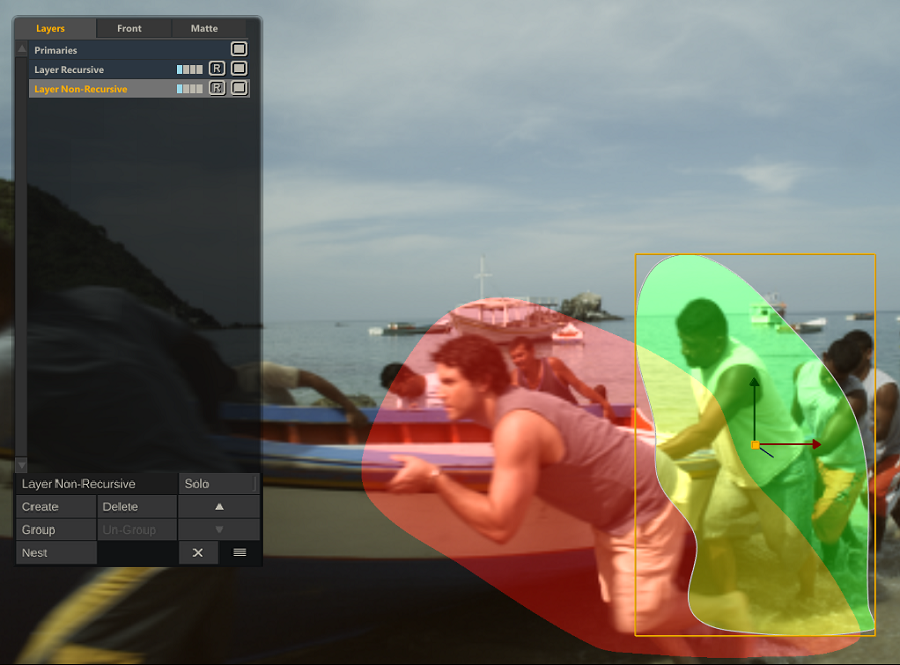 Layers Front Matte
Primaries
Layer Recursive R
Layer Non-Recursive R
Layer Non-Recursive Solo
Create Delete
Group Un-Group
Nest